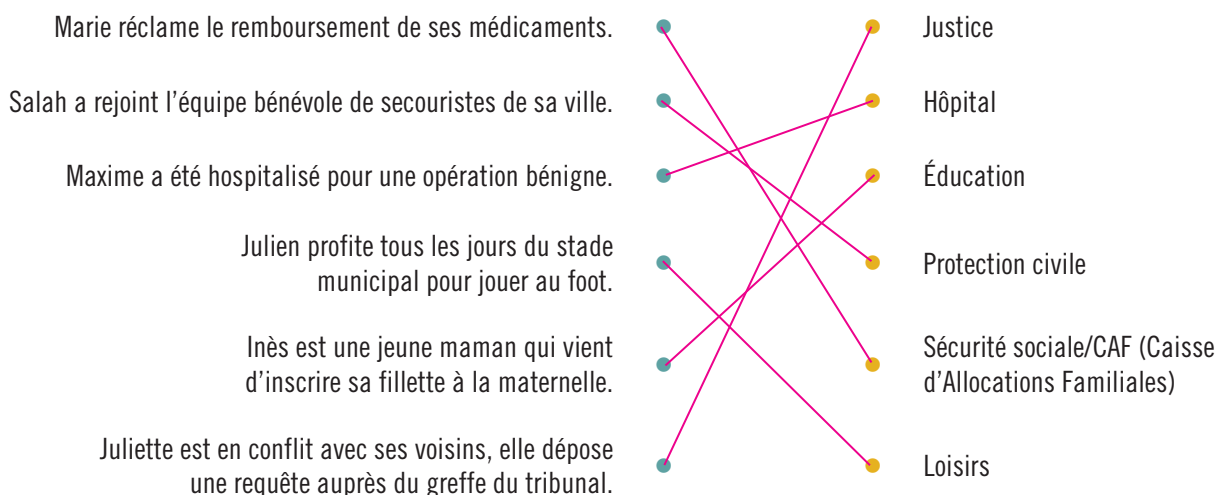 Marie réclame le remboursement de ses médicaments.
Justice
Salah a rejoint l’équipe bénévole de secouristes de sa ville.
Hôpital
Maxime a été hospitalisé pour une opération bénigne.
Éducation
Julien profite tous les jours du stade
municipal pour jouer au foot.
Protection civile
Inès est une jeune maman qui vient
d’inscrire sa fillette à la maternelle.
Sécurité sociale/CAF (Caisse
d’Allocations Familiales)
Juliette est en conflit avec ses voisins, elle dépose
une requête auprès du greffe du tribunal.
Loisirs